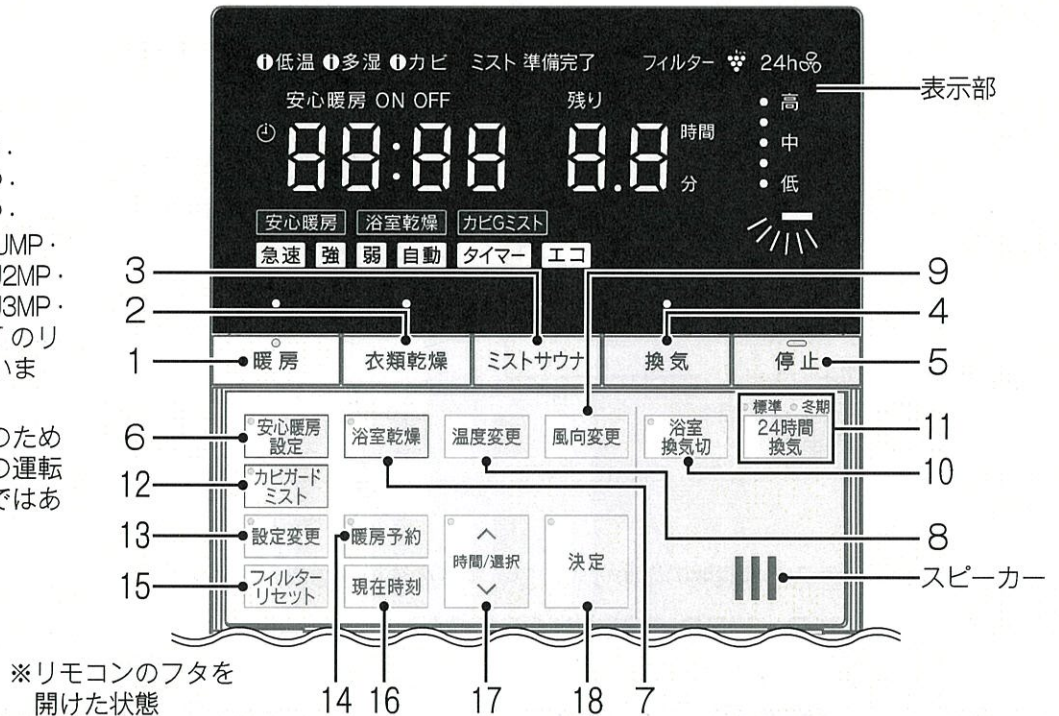 ❶低温 ❶多湿 ❶カビ ミスト 準備完了 フィルター 24h
安心暖房 ON OFF 残り
高
表示部
88:88 8.8 時間
中
分
低
安心暖房 浴室乾燥 カビGミスト
急速 強 弱 自動 タイマー エコ
UMP・
J2MP・
J3MP・
のリ
いま
のため
の運転
ではあ
3 9
2 4
1 暖房 衣類乾燥 ミストサウナ 換気 停止 5
標準 冬期
6 安心暖房設定 浴室乾燥 温度変更 風向変更 浴室換気切 24時間換気 11
12 カビガードミスト 10
13 設定変更 暖房予約 時間/選択 決定 8
15 フィルターリセット 現在時刻 スピーカー
14 16 17 18 7
※リモコンのフタを
開けた状態